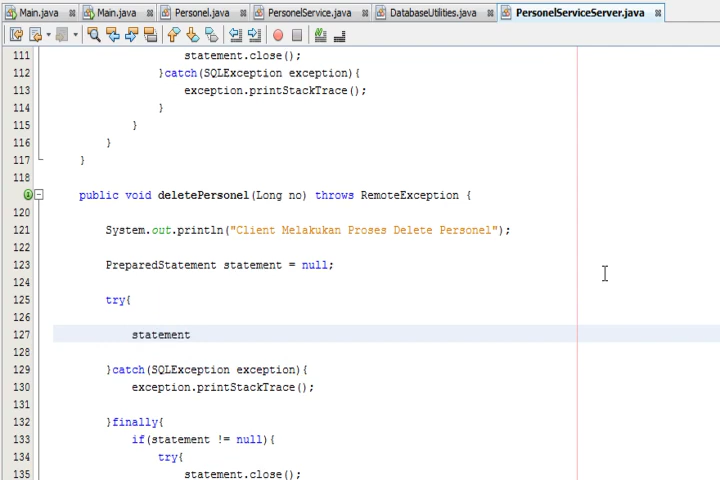 Main.java Main.java Personel.java PersonelService.java DatabaseUtilities.java PersonelServiceServer.java
111 statement.close();
112 }catch(SQLException exception){
113 exception.printStackTrace();
114 }
115 }
116 }
117 }
118
public void deletePersonel(Long no) throws RemoteException {
120
121 System.out.println("Client Melakukan Proses Delete Personel");
122
123 PreparedStatement statement = null;
124
125 try{
126
127 statement
128
129 }catch(SQLException exception){
130 exception.printStackTrace();
131
132 }finally{
133 if(statement != null){
134 try{
135 statement.close();